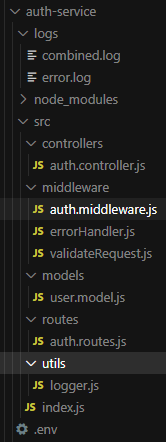 auth-service
logs
combined.log
error.log
node_modules
src
controllers
JS auth.controller.js
middleware
JS auth.middleware.js
JS errorHandler.js
JS validateRequest.js
models
JS user.model.js
routes
JS auth.routes.js
utils
JS logger.js
JS index.js
.env